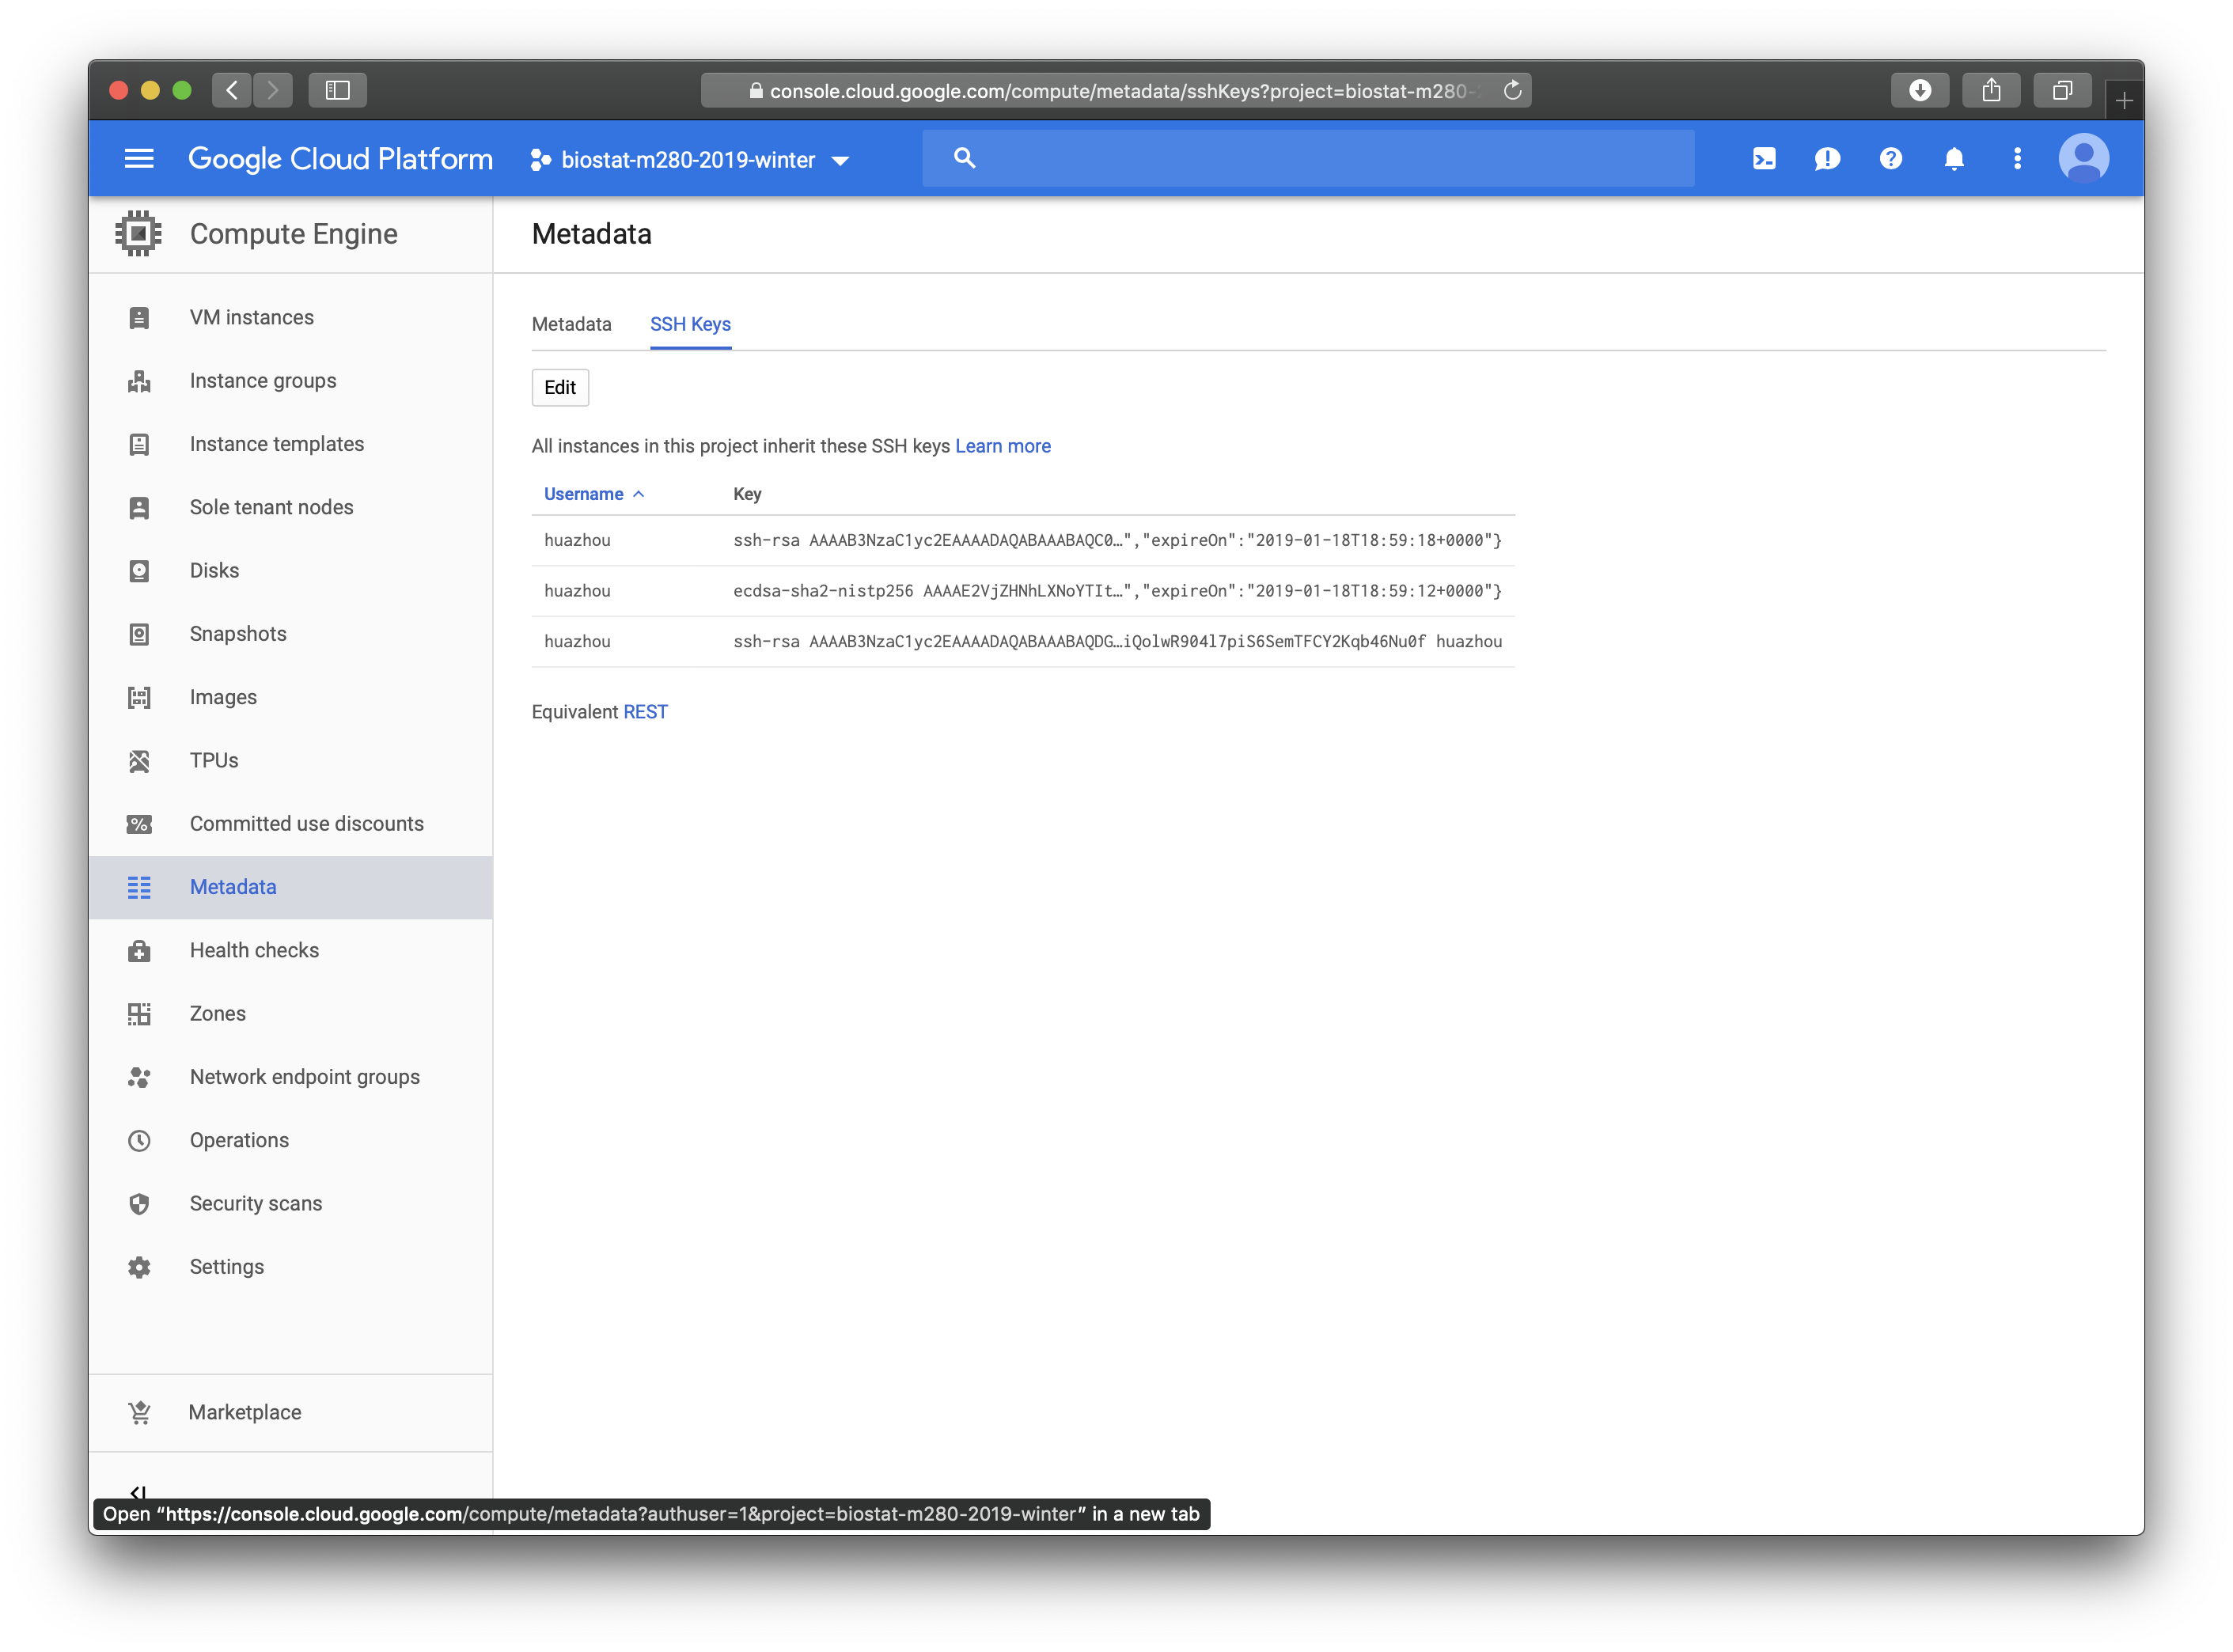 console.cloud.google.com/compute/metadata/sshKeys?project=biostat-m280-
Google Cloud Platform
biostat-m280-2019-winter
Compute Engine
Metadata
VM instances
Instance groups
Instance templates
Sole tenant nodes
Disks
Snapshots
Images
TPUs
Committed use discounts
Metadata
Health checks
Zones
Network endpoint groups
Operations
Security scans
Settings
Marketplace
Metadata SSH Keys
Edit
All instances in this project inherit these SSH keys Learn more
Username Key
huazhou ssh-rsa AAAAB3NzaC1yc2EAAAADAQABAAABAQC0…","expireOn":"2019-01-18T18:59:18+0000"}
huazhou ecdsa-sha2-nistp256 AAAAE2VjZHNhLXNoYTIt…","expireOn":"2019-01-18T18:59:12+0000"}
huazhou ssh-rsa AAAAB3NzaC1yc2EAAAADAQABAAABAQDG…iQolwR904l7piS6SemTFCY2Kqb46Nu0f huazhou
Equivalent REST
Open “https://console.cloud.google.com/compute/metadata?authuser=1&project=biostat-m280-2019-winter” in a new tab